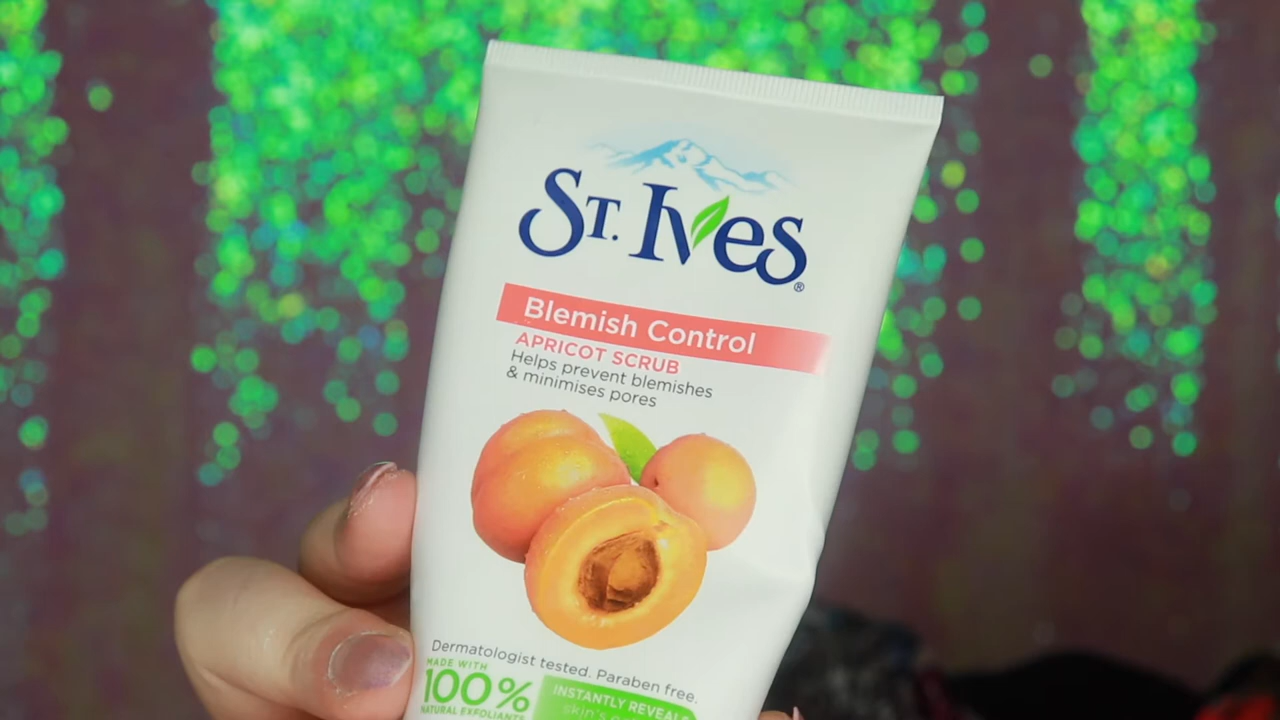 St. Ives®
Blemish Control
APRICOT SCRUB
Helps prevent blemishes
& minimises pores
Dermatologist tested. Paraben free.
MADE WITH
100%
NATURAL EXFOLIANTS
INSTANTLY REVEALS
skin's